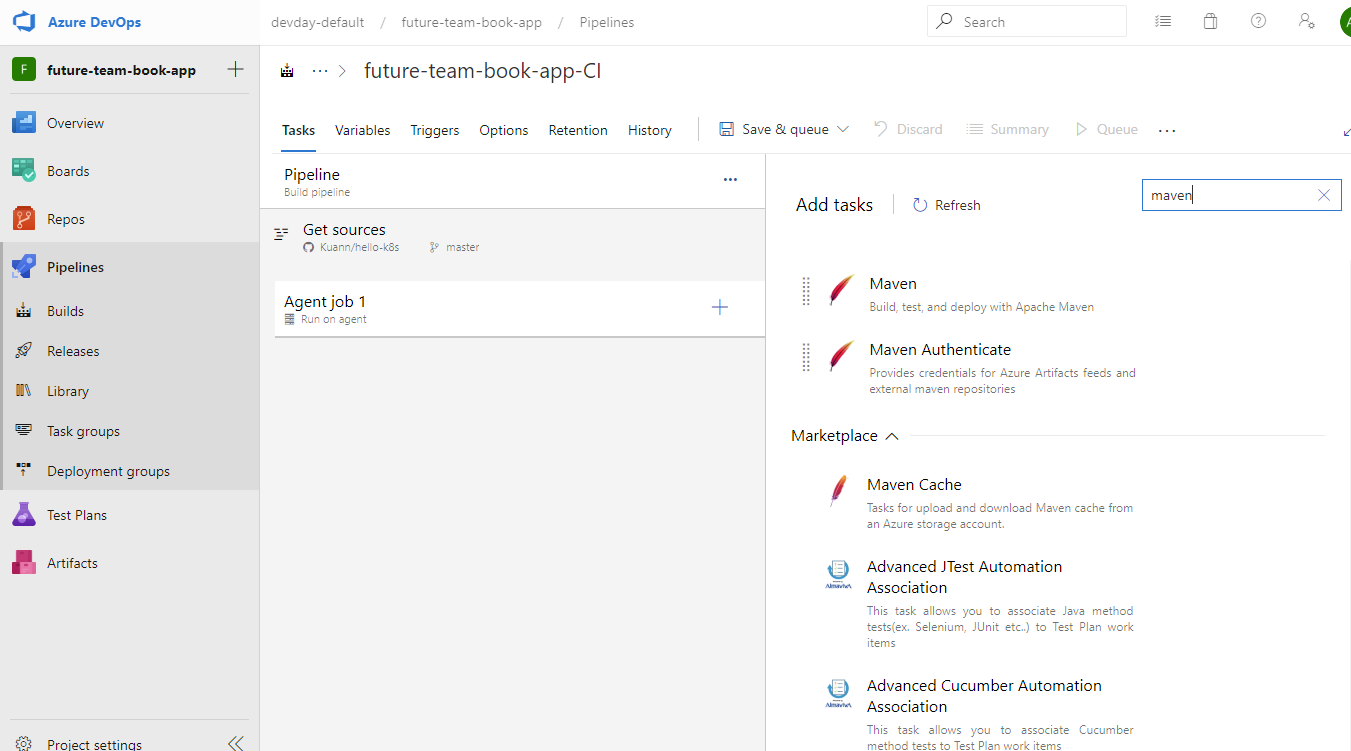 Azure DevOps
devday-default / future-team-book-app / Pipelines
Search
A
F future-team-book-app
Overview
Boards
Repos
Pipelines
Builds
Releases
Library
Task groups
Deployment groups
Test Plans
Artifacts
Project settings
... > future-team-book-app-CI
Tasks Variables Triggers Options Retention History Save & queue Discard Summary Queue ...
Pipeline ...
Build pipeline
Get sources
Kuann/hello-k8s master
Agent job 1
Run on agent
Add tasks Refresh maven
Maven
Build, test, and deploy with Apache Maven
Maven Authenticate
Provides credentials for Azure Artifacts feeds and
external maven repositories
Marketplace
Maven Cache
Tasks for upload and download Maven cache from
an Azure storage account.
Advanced JTest Automation
Association
This task allows you to associate Java method
tests(ex. Selenium, JUnit etc..) to Test Plan work
items
Almaviva
Advanced Cucumber Automation
Association
This task allows you to associate Cucumber
method tests to Test Plan work items
Almaviva